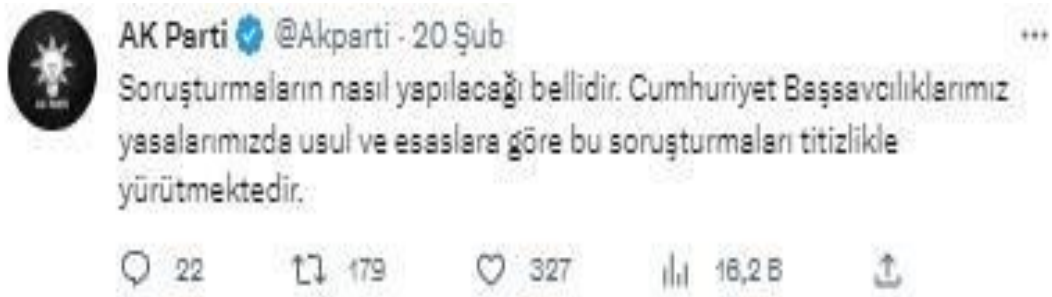 AK Parti @Akparti · 20 Şub
Soruşturmaların nasıl yapılacağı bellidir. Cumhuriyet Başsavcılıklarımız
yasalarımızda usul ve esaslara göre bu soruşturmaları titizlikle
yürütmektedir.
22 179 327 16,2 B